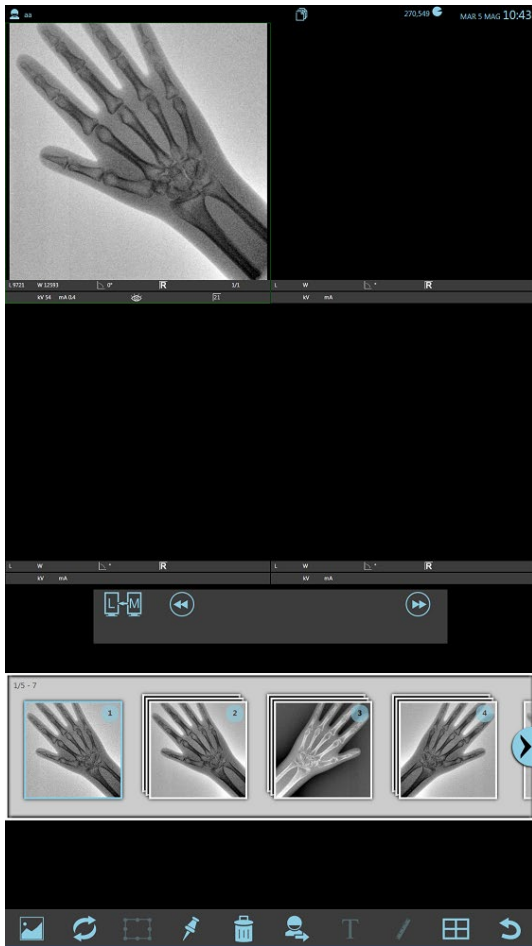 aa 270,549 MAR 5 MAG 10:43
L 9721 W 12393 0° R 1/1 L W ° R
kV 54 mA 0.4 21 kV mA
L W ° R L W ° R
kV mA kV mA
L M
1/5 - 7
1 2 3 4
T